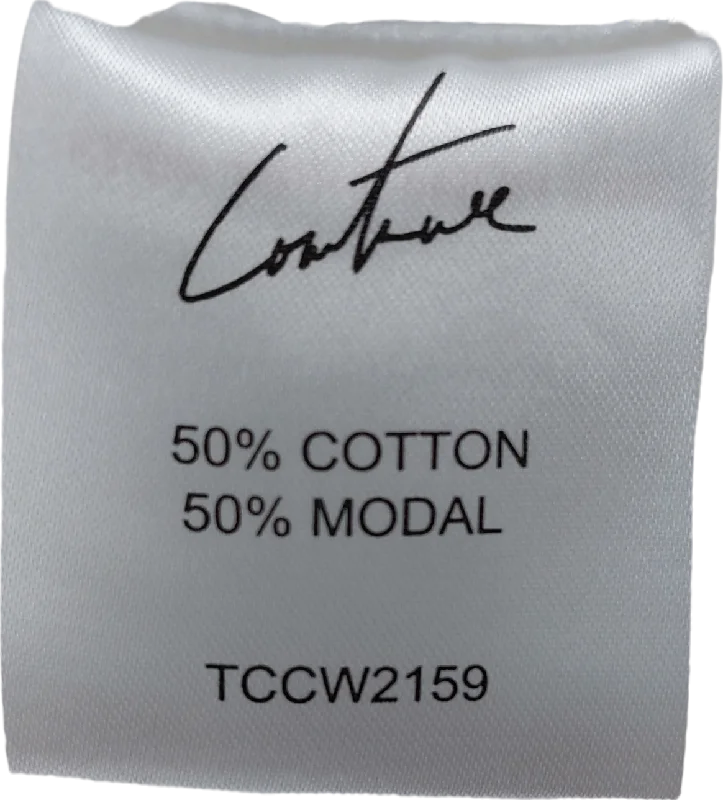 Couture
50% COTTON
50% MODAL
TCCW2159